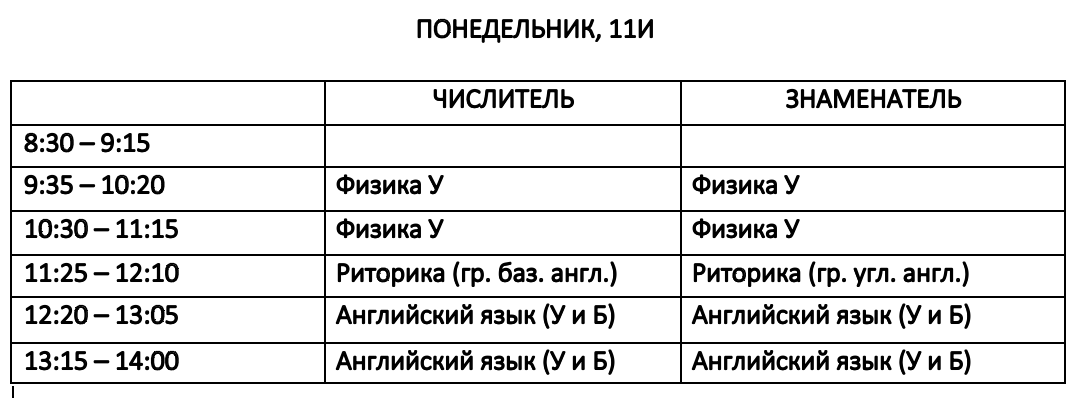 ПОНЕДЕЛЬНИК, 11И
ЧИСЛИТЕЛЬ ЗНАМЕНАТЕЛЬ
8:30 – 9:15
9:35 – 10:20 Физика У Физика У
10:30 – 11:15 Физика У Физика У
11:25 – 12:10 Риторика (гр. баз. англ.) Риторика (гр. угл. англ.)
12:20 – 13:05 Английский язык (У и Б) Английский язык (У и Б)
13:15 – 14:00 Английский язык (У и Б) Английский язык (У и Б)